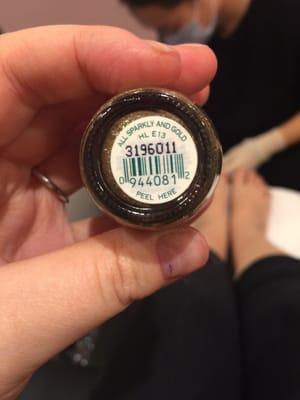 ALL SPARKLY AND GOLD
HL E13
3196011
0 944081 2
PEEL HERE